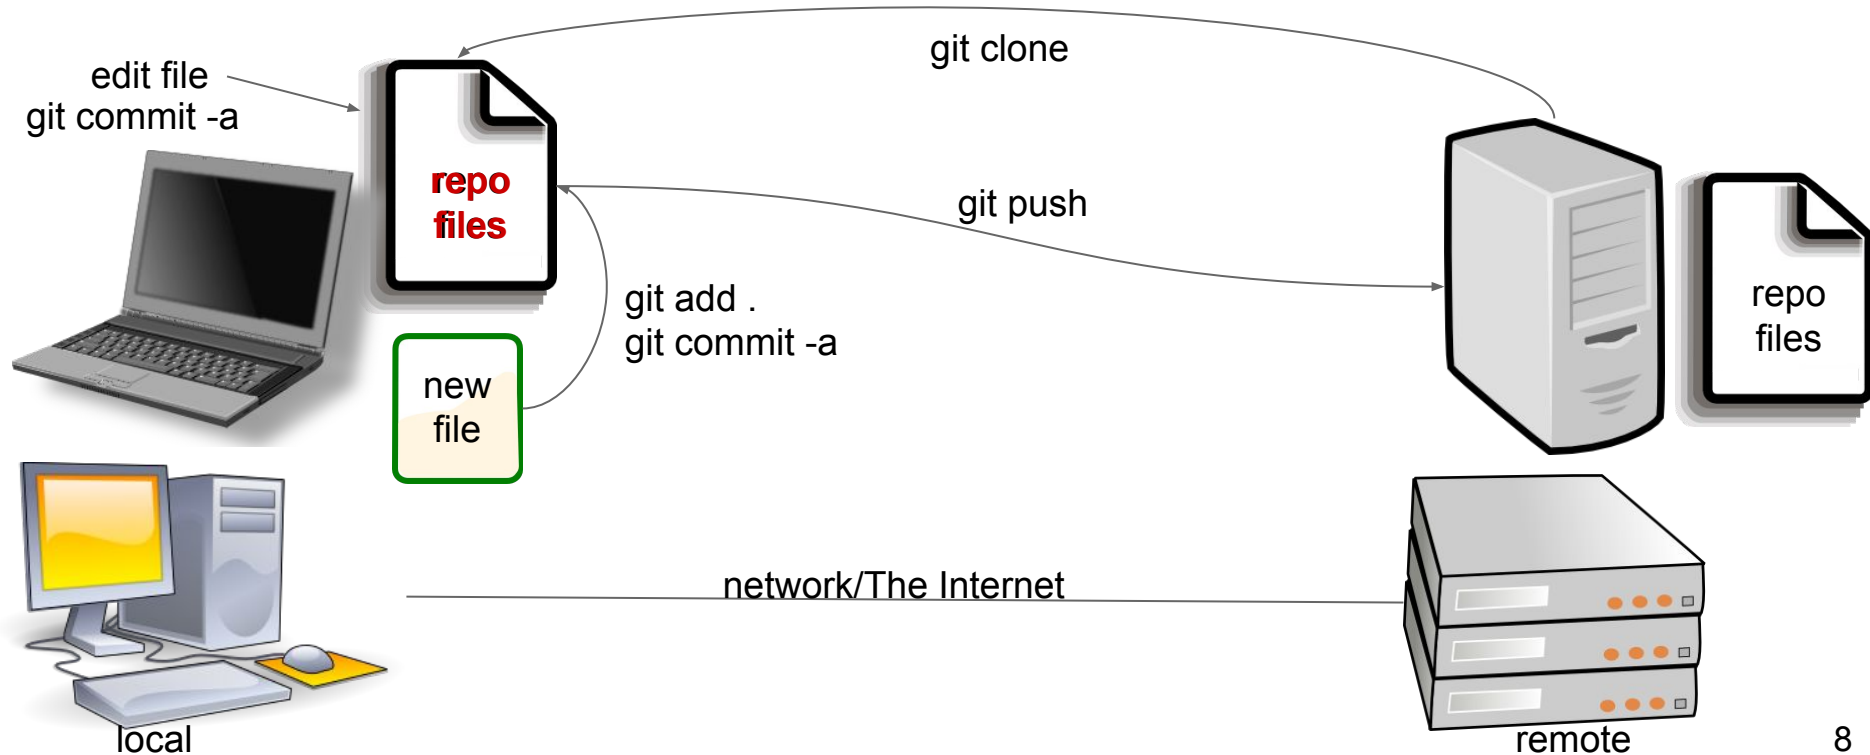 git clone
edit file
git commit -a
repo
files
git push
git add .
git commit -a
repo
files
new
file
network/The Internet
local
remote
8